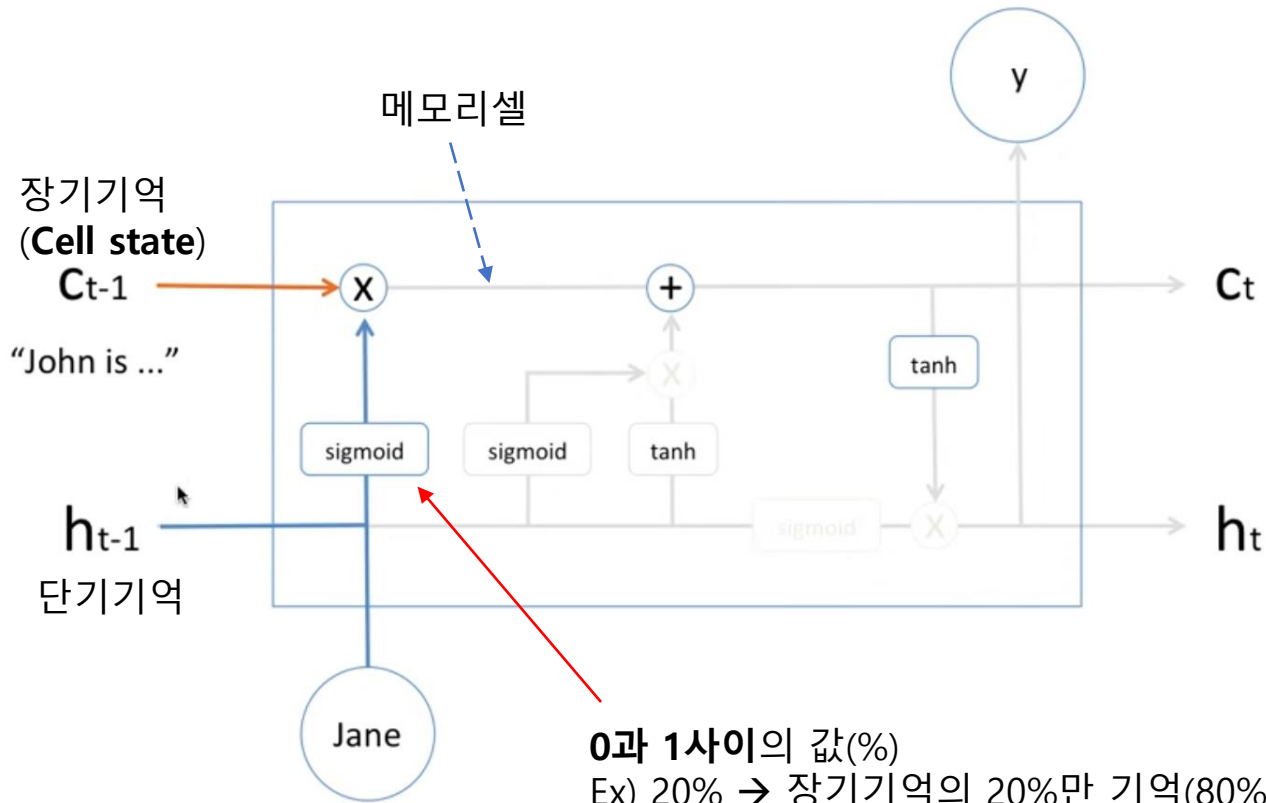 y
메모리셀
장기기억
(Cell state)
Ct-1
X
+
Ct
"John is ..."
X
tanh
sigmoid
sigmoid
tanh
ht-1
sigmoid
X
ht
단기기억
Jane
0과 1사이의 값(%)
Ex) 20% → 장기기억의 20%만 기억(80%